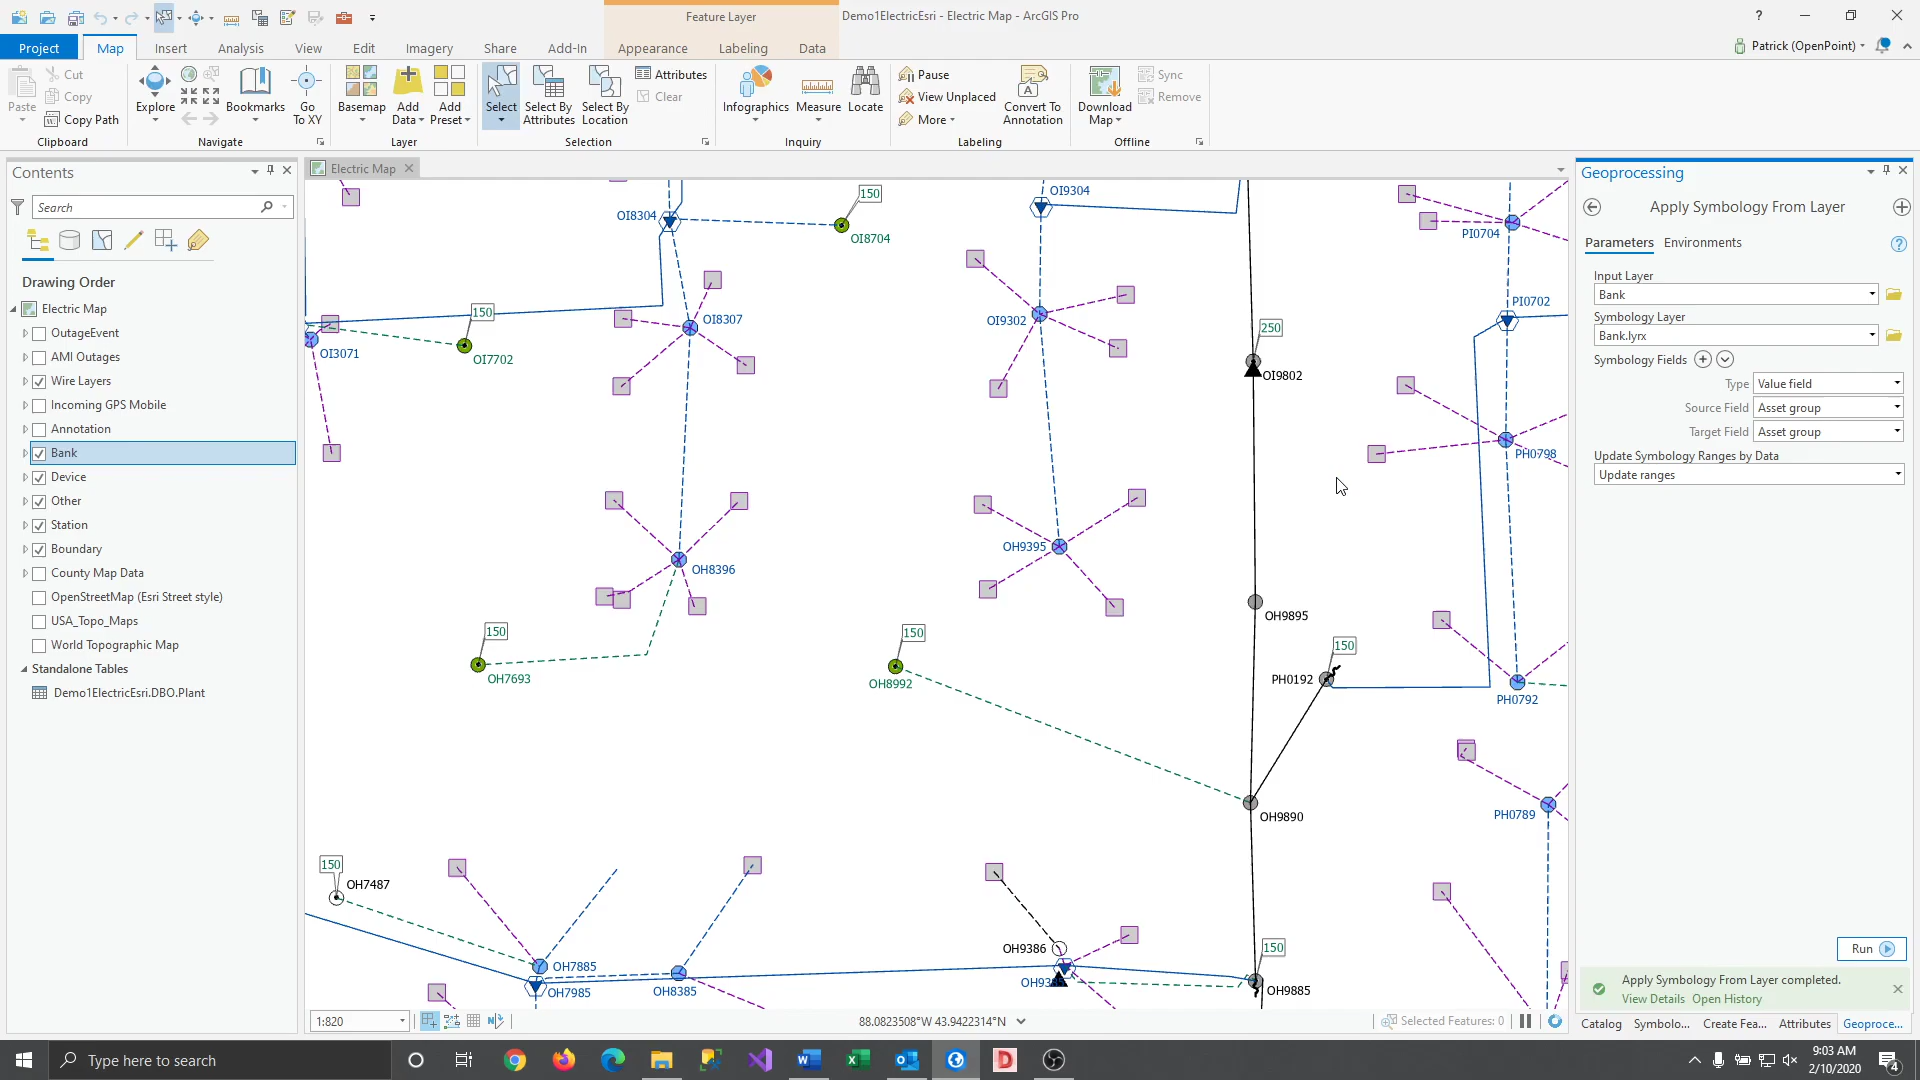 Feature Layer
Demo1ElectricEsri - Electric Map - ArcGIS Pro
?
Project
Map
Insert
Analysis
View
Edit
Imagery
Share
Add-In
Appearance
Labeling
Data
Patrick (OpenPoint)
Paste
Cut
Copy
Copy Path
Clipboard
Explore
Bookmarks
Go To XY
Navigate
Basemap
Add Data
Add Preset
Layer
Select
Select By Attributes
Select By Location
Attributes
Clear
Selection
Infographics
Measure
Locate
Inquiry
Pause
View Unplaced
More
Convert To Annotation
Labeling
Download Map
Sync
Remove
Offline
Contents
Search
Drawing Order
Electric Map
OutageEvent
AMI Outages
Wire Layers
Incoming GPS Mobile
Annotation
Bank
Device
Other
Station
Boundary
County Map Data
OpenStreetMap (Esri Street style)
USA_Topo_Maps
World Topographic Map
Standalone Tables
Demo1ElectricEsri.DBO.Plant
Electric Map
150
OI9304
OI8304
OI8704
PI0704
PI0702
150
OI8307
OI9302
250
OI3071
OI7702
OI9802
PH0798
OH9395
OH8396
OH9895
150
150
150
OH7693
OH8992
PH0192
PH0792
OH9890
PH0789
150
OH7487
OH9386
150
OH7885
OH7985
OH8385
OH9385
OH9885
1:820
88.0823508°W 43.9422314°N
Selected Features: 0
Geoprocessing
Apply Symbology From Layer
Parameters
Environments
?
Input Layer
Bank
Symbology Layer
Bank.lyrx
Symbology Fields
Type
Value field
Source Field
Asset group
Target Field
Asset group
Update Symbology Ranges by Data
Update ranges
Run
Apply Symbology From Layer completed.
View Details Open History
Catalog
Symbolo...
Create Fea...
Attributes
Geoproce...
Type here to search
9:03 AM
2/10/2020
4